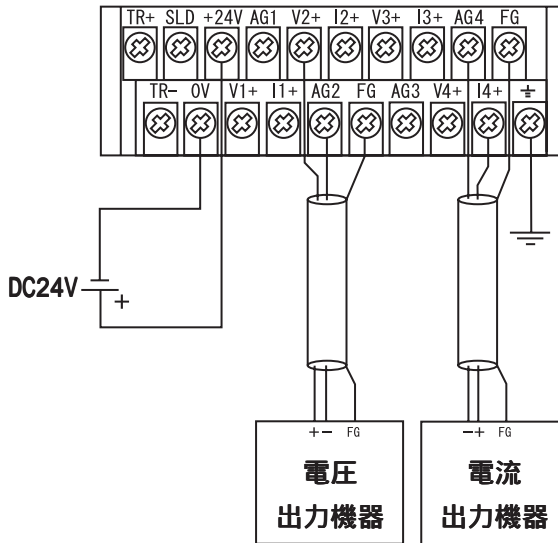 TR+ SLD +24V AG1 V2+ I2+ V3+ I3+ AG4 FG
TR- 0V V1+ I1+ AG2 FG AG3 V4+ I4+ ⏚
DC24V
+
+- FG
電圧
出力機器
-+ FG
電流
出力機器